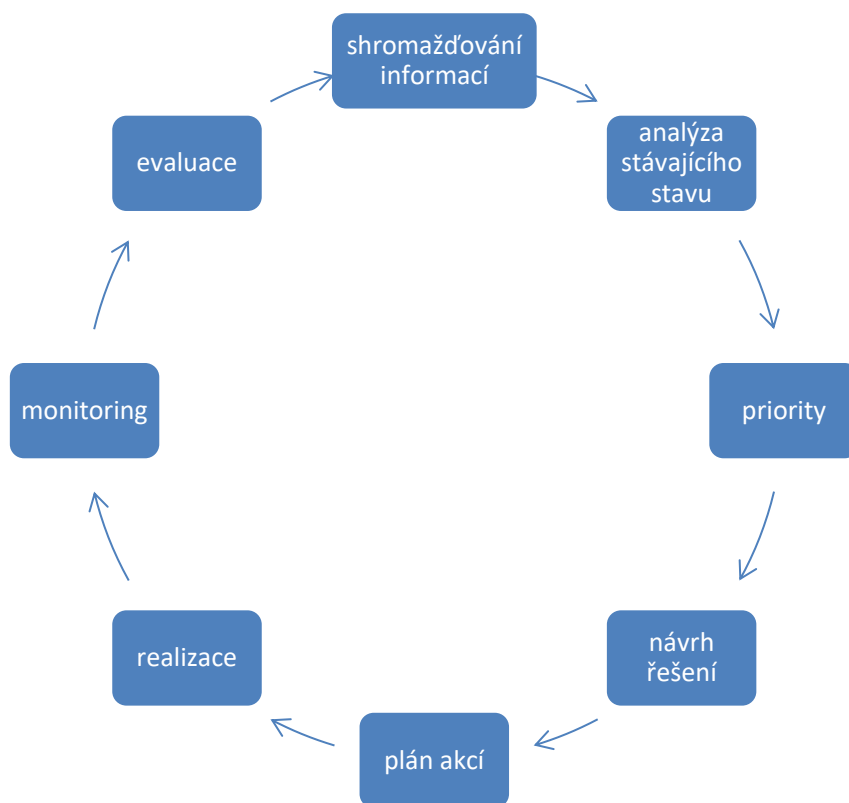 shromažďování
informací
analýza
stávajícího
stavu
priority
návrh
řešení
plán akcí
realizace
monitoring
evaluace